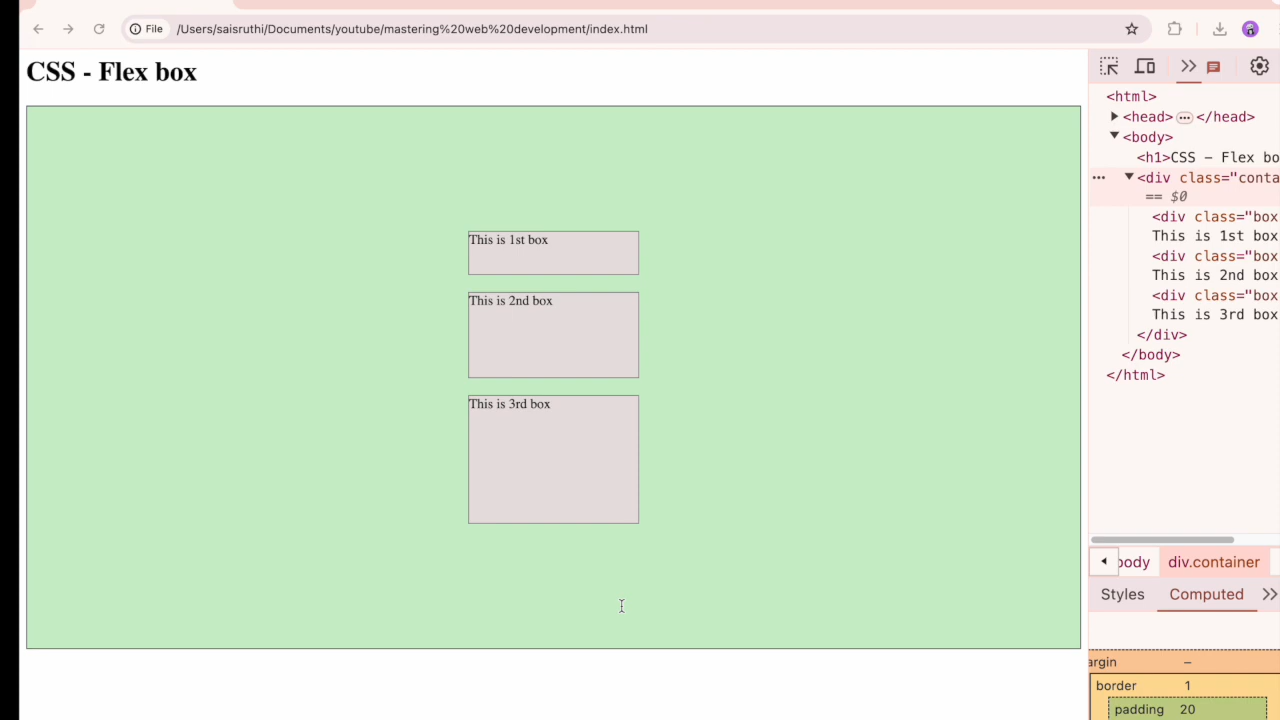 File /Users/saisruthi/Documents/youtube/mastering%20web%20development/index.html
CSS - Flex box
This is 1st box
This is 2nd box
This is 3rd box
<html>
<head> </head>
<body>
<h1>CSS – Flex bo
<div class="conta
== $0
<div class="box
This is 1st box
<div class="box
This is 2nd box
<div class="box
This is 3rd box
</div>
</body>
</html>
body div.container
Styles Computed
argin –
border 1
padding 20